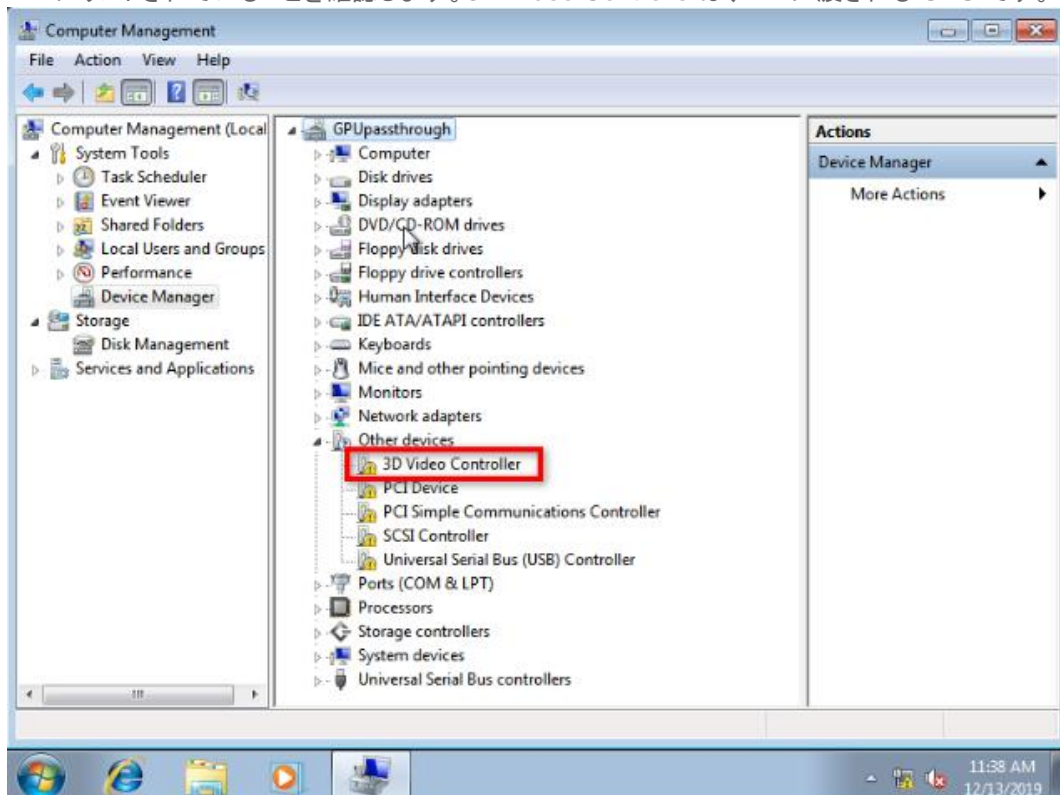 Computer Management
File Action View Help
Computer Management (Local
System Tools
Task Scheduler
Event Viewer
Shared Folders
Local Users and Groups
Performance
Device Manager
Storage
Disk Management
Services and Applications
GPUpassthrough
Computer
Disk drives
Display adapters
DVD/CD-ROM drives
Floppy disk drives
Floppy drive controllers
Human Interface Devices
IDE ATA/ATAPI controllers
Keyboards
Mice and other pointing devices
Monitors
Network adapters
Other devices
3D Video Controller
PCI Device
PCI Simple Communications Controller
SCSI Controller
Universal Serial Bus (USB) Controller
Ports (COM & LPT)
Processors
Storage controllers
System devices
Universal Serial Bus controllers
Actions
Device Manager
More Actions
11:38 AM
12/13/2019